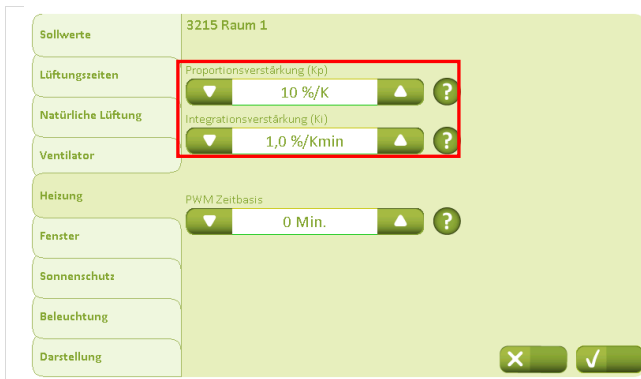 3215 Raum 1
Sollwerte
Lüftungszeiten
Natürliche Lüftung
Ventilator
Heizung
Fenster
Sonnenschutz
Beleuchtung
Darstellung
Proportionsverstärkung (Kp)
10 %/K
?
Integrationsverstärkung (Ki)
1,0 %/Kmin
?
PWM Zeitbasis
0 Min.
?